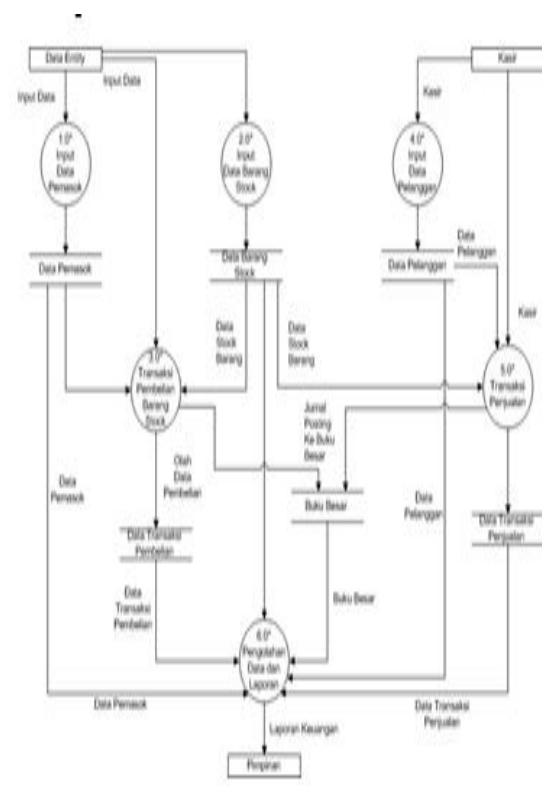 Data Entity
Kasir
Input Data
Input Data
Kasir
1.0*
Input
Data
Pemasok
2.0*
Input
Data Barang
Stock
4.0*
Input
Data
Pelanggan
Data Pemasok
Data Barang
Stock
Data Pelanggan
Data
Pelanggan
Kasir
Data
Stock
Barang
Data
Stock
Barang
3.0*
Transaksi
Pembelian
Barang
Stock
5.0*
Transaksi
Penjualan
Jurnal
Posting
Ke Buku
Besar
Data
Pemasok
Olah
Data
Pembelian
Buku Besar
Data
Pelanggan
Data Transaksi
Pembelian
Data Transaksi
Penjualan
Data
Transaksi
Pembelian
Buku Besar
6.0*
Pengolahan
Data dan
Laporan
Data Pemasok
Data Transaksi
Penjualan
Laporan Keuangan
Pimpinan